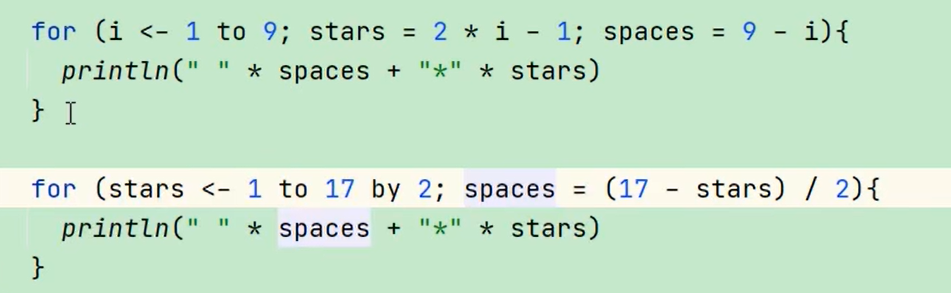 for (i <- 1 to 9; stars = 2 * i - 1; spaces = 9 - i){
  println(" " * spaces + "*" * stars)
}

for (stars <- 1 to 17 by 2; spaces = (17 - stars) / 2){
  println(" " * spaces + "*" * stars)
}